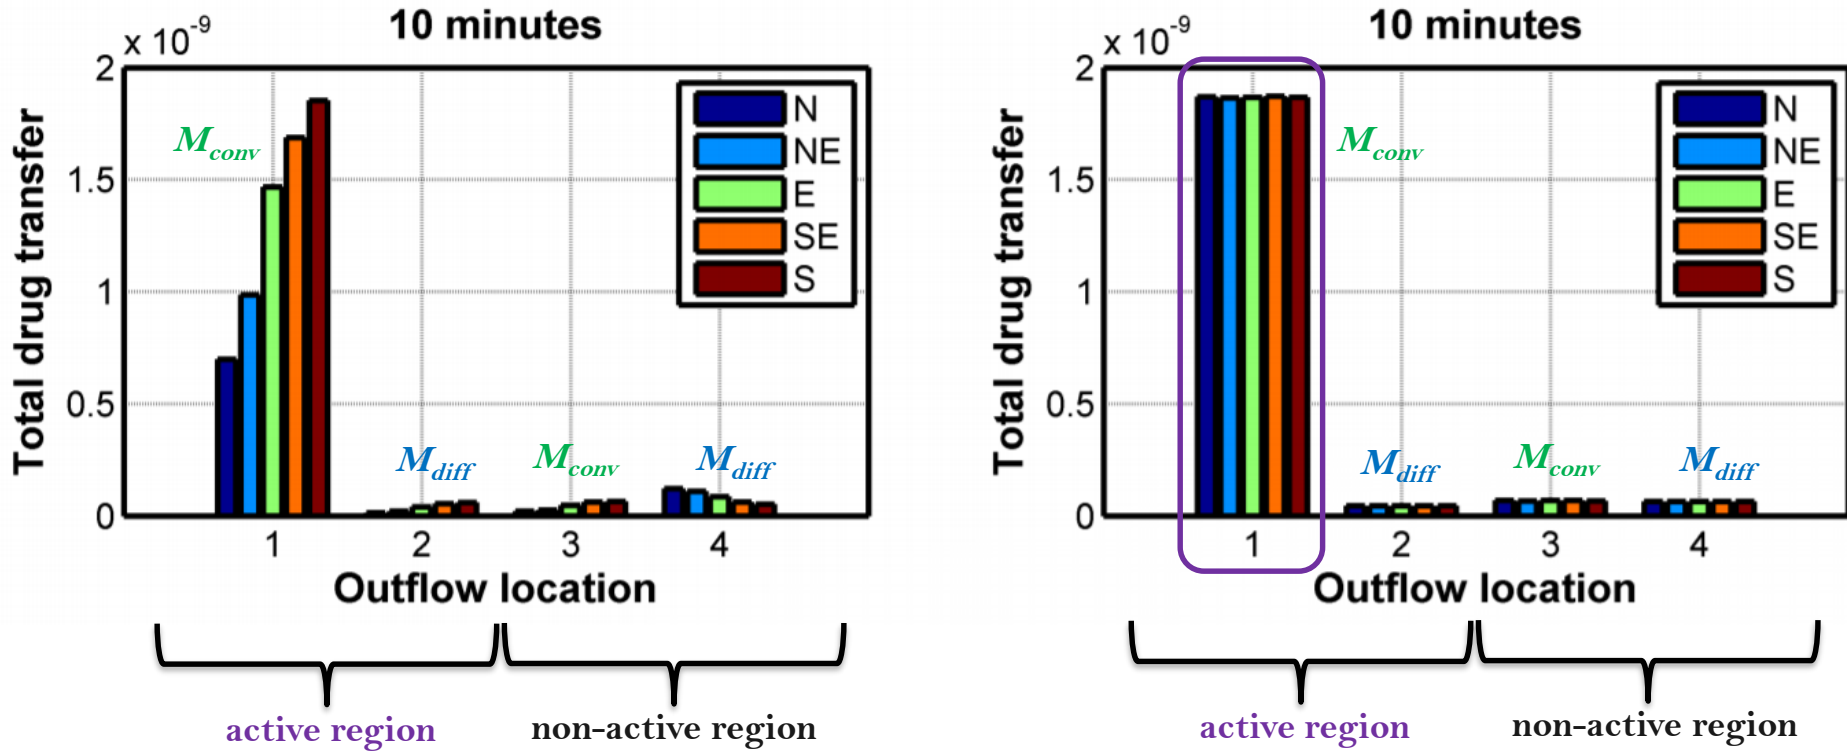 10 minutes
x 10^-9
2
1.5
1
0.5
0
Total drug transfer
N
NE
E
SE
S
M_conv
M_diff
M_conv
M_diff
1 2 3 4
Outflow location
active region
non-active region
10 minutes
x 10^-9
2
1.5
1
0.5
0
Total drug transfer
N
NE
E
SE
S
M_conv
M_diff
M_conv
M_diff
1 2 3 4
Outflow location
active region
non-active region